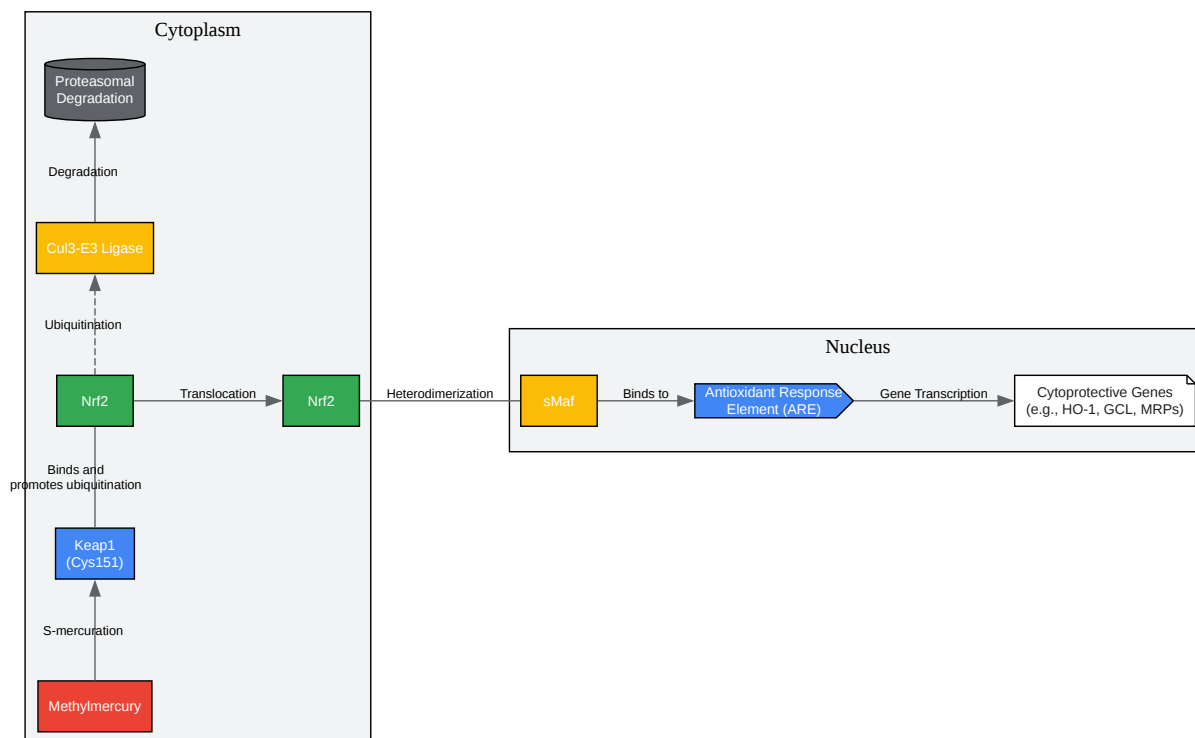 Cytoplasm
Proteasomal
Degradation
Degradation
Cul3-E3 Ligase
Ubiquitination
Nrf2
Translocation
Nrf2
Heterodimerization
Binds and
promotes ubiquitination
Keap1
(Cys151)
S-mercuration
Methylmercury
Nucleus
sMaf
Binds to
Antioxidant Response
Element (ARE)
Gene Transcription
Cytoprotective Genes
(e.g., HO-1, GCL, MRPs)